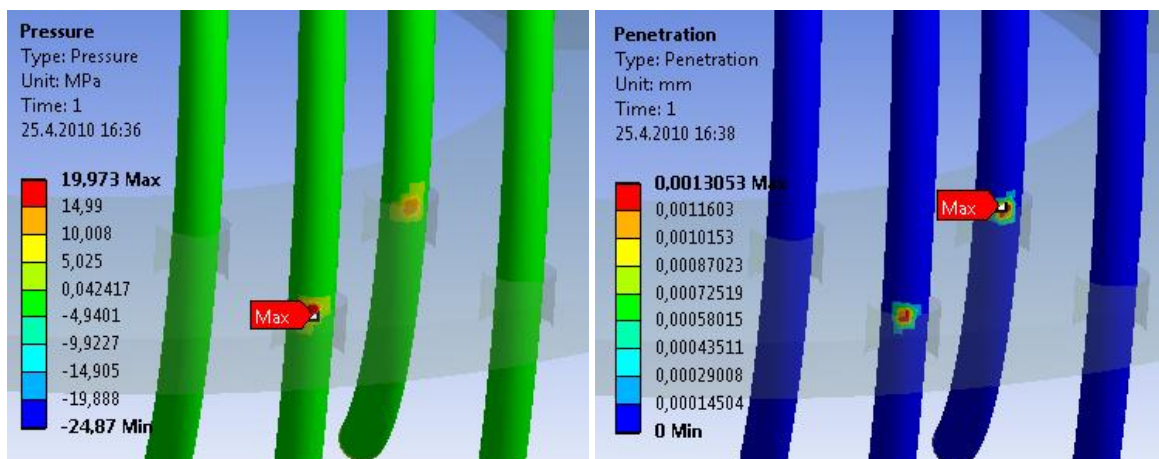 Pressure
Type: Pressure
Unit: MPa
Time: 1
25.4.2010 16:36
19,973 Max
14,99
10,008
5,025
0,042417
-4,9401
-9,9227
-14,905
-19,888
-24,87 Min
Max
Penetration
Type: Penetration
Unit: mm
Time: 1
25.4.2010 16:38
0,0013053 Max
0,0011603
0,0010153
0,00087023
0,00072519
0,00058015
0,00043511
0,00029008
0,00014504
0 Min
Max